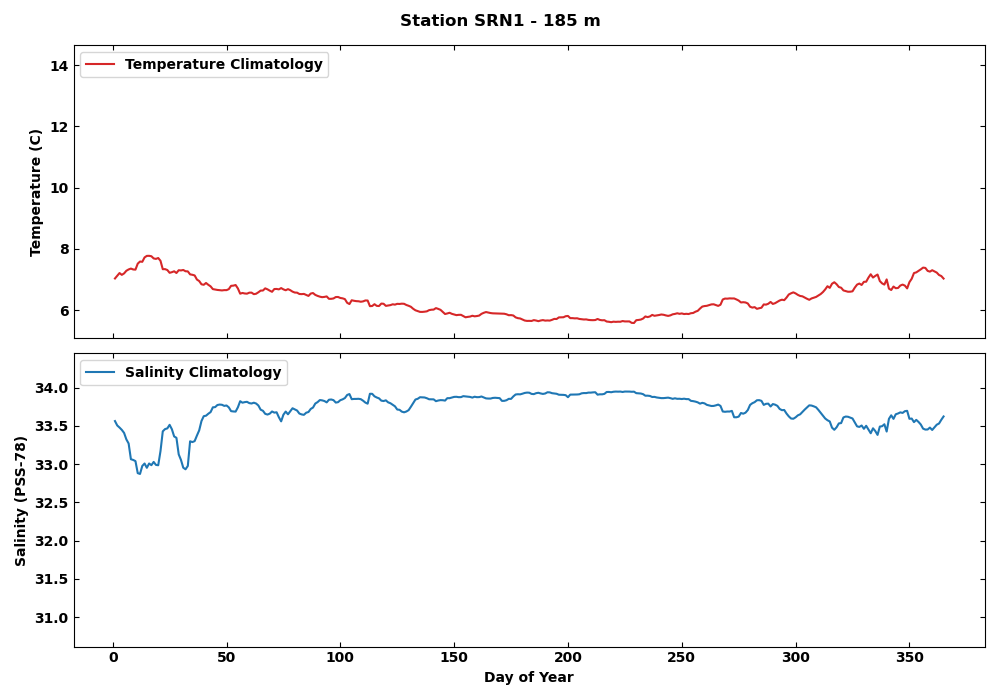 Station SRN1 - 185 m
Temperature Climatology
14
12
10
8
6
Temperature (C)
Salinity Climatology
34.0
33.5
33.0
32.5
32.0
31.5
31.0
Salinity (PSS-78)
0 50 100 150 200 250 300 350
Day of Year